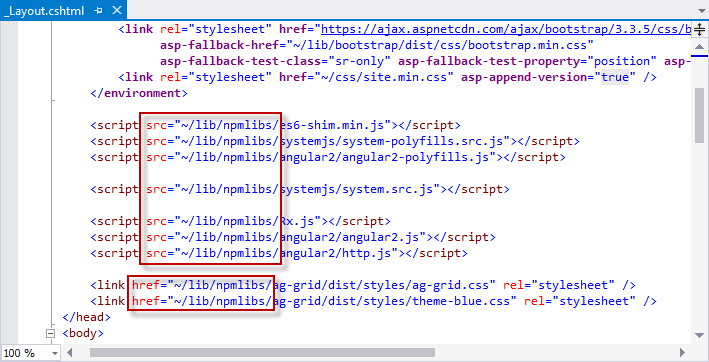 _Layout.cshtml
<link rel="stylesheet" href="https://ajax.aspnetcdn.com/ajax/bootstrap/3.3.5/css/b
asp-fallback-href="~/lib/bootstrap/dist/css/bootstrap.min.css"
asp-fallback-test-class="sr-only" asp-fallback-test-property="position" asp-
<link rel="stylesheet" href="~/css/site.min.css" asp-append-version="true" />
</environment>
<script src="~/lib/npmlibs/es6-shim.min.js"></script>
<script src="~/lib/npmlibs/systemjs/system-polyfills.src.js"></script>
<script src="~/lib/npmlibs/angular2/angular2-polyfills.js"></script>
<script src="~/lib/npmlibs/systemjs/system.src.js"></script>
<script src="~/lib/npmlibs/Rx.js"></script>
<script src="~/lib/npmlibs/angular2/angular2.js"></script>
<script src="~/lib/npmlibs/angular2/http.js"></script>
<link href="~/lib/npmlibs/ag-grid/dist/styles/ag-grid.css" rel="stylesheet" />
<link href="~/lib/npmlibs/ag-grid/dist/styles/theme-blue.css" rel="stylesheet" />
</head>
<body>
100 %